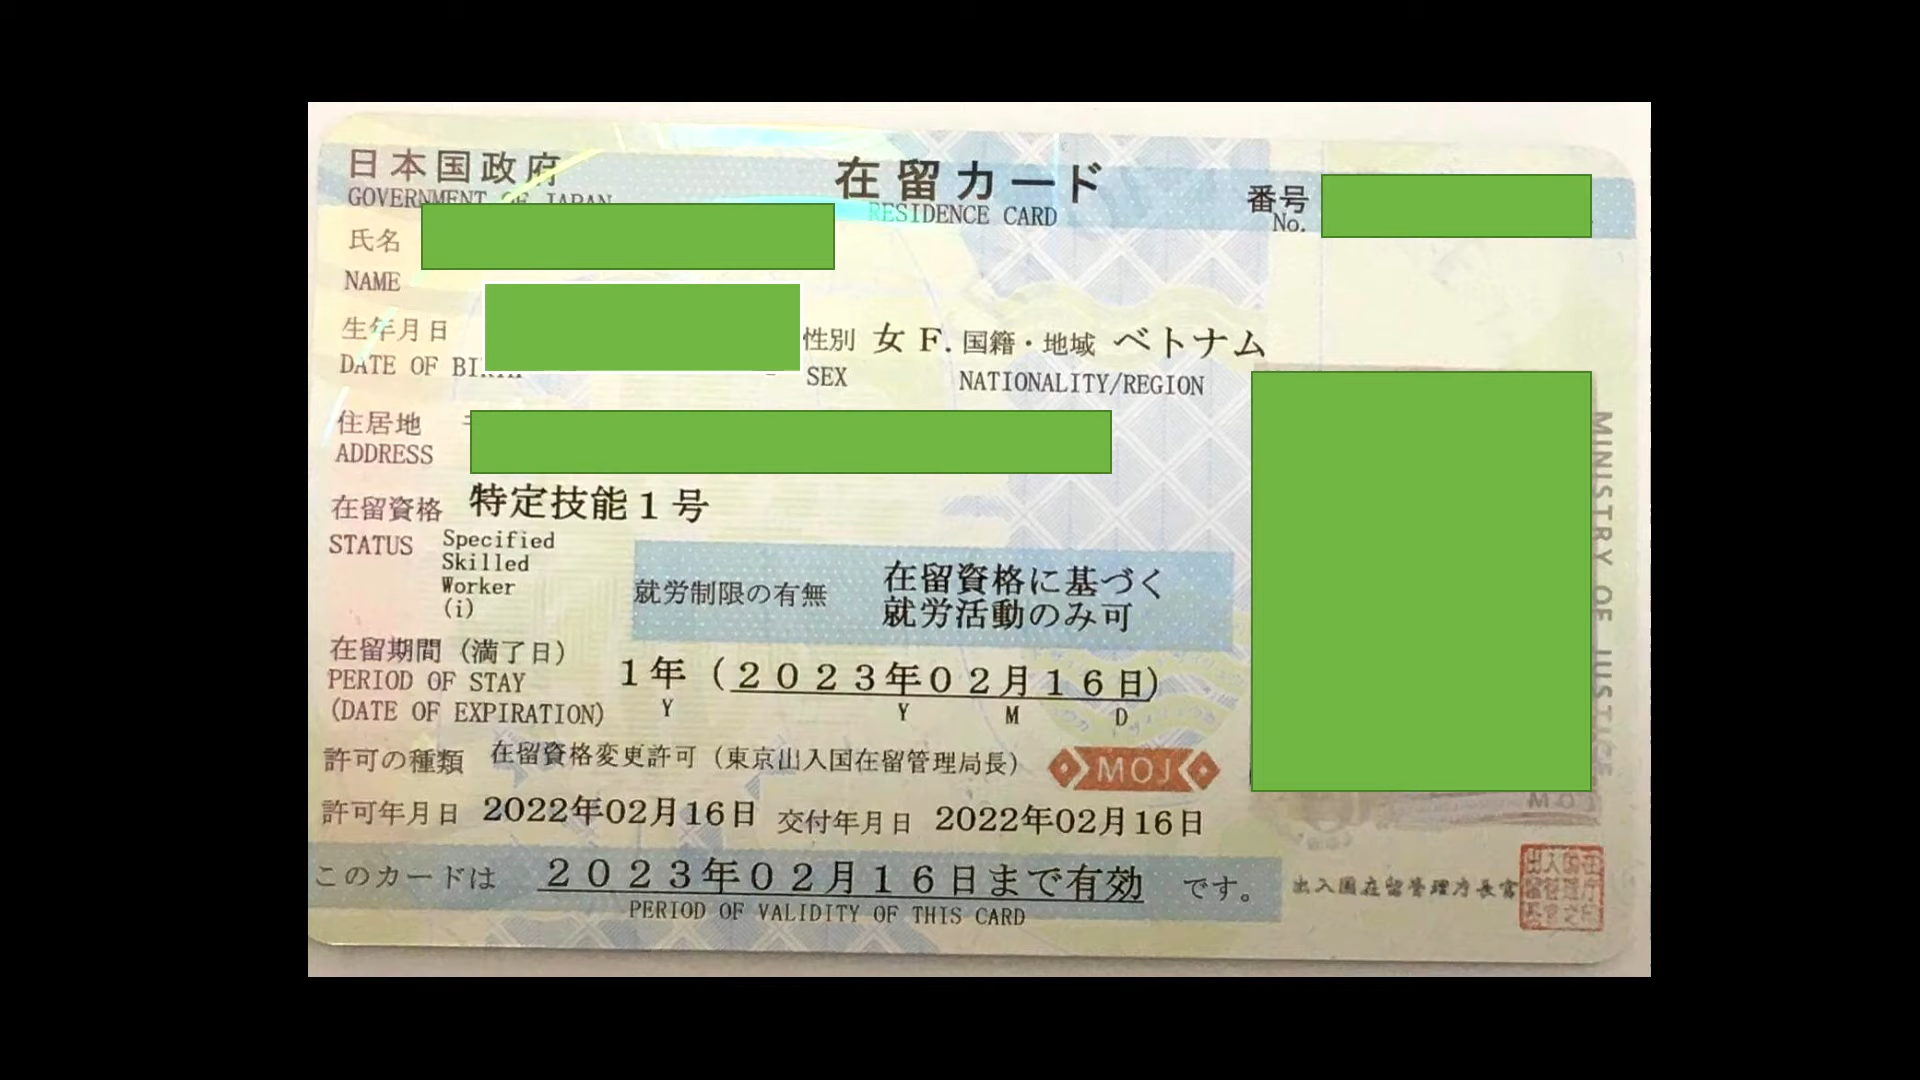 日本国政府 在留カード 番号
GOVERNMENT OF JAPAN RESIDENCE CARD No.
氏名
NAME
生年月日 性別 女 F. 国籍・地域 ベトナム
DATE OF SEX NATIONALITY/REGION
住居地
ADDRESS
在留資格 特定技能1号
STATUS Specified
Skilled
Worker
(i)
就労制限の有無 在留資格に基づく
就労活動のみ可
在留期間(満了日) 1年(2023年02月16日)
PERIOD OF STAY
(DATE OF EXPIRATION) Y Y M D
許可の種類 在留資格変更許可(東京出入国在留管理局長) MOJ
許可年月日 2022年02月16日 交付年月日 2022年02月16日
このカードは 2023年02月16日まで有効 です。
PERIOD OF VALIDITY OF THIS CARD
出入国在留管理庁長官
MINISTRY OF JUSTICE
MOJ